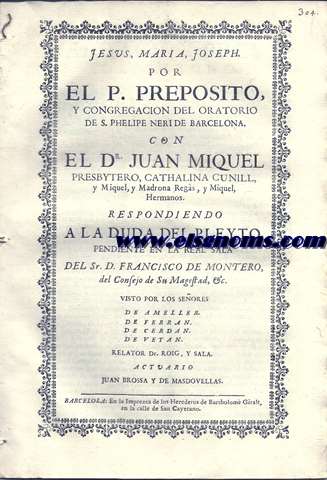 304.
JESUS, MARIA, JOSEPH.
POR
EL P. PREPOSITO,
Y CONGREGACION DEL ORATORIO
DE S. PHELIPE NERI DE BARCELONA.
CON
EL Dr. JUAN MIQUEL
PRESBYTERO, CATHALINA CUNILL,
y Miquel, y Madrona Regás, y Miquel,
Hermanos.
RESPONDIENDO
A LA DUDA DEL PLEYTO
www.elsenoms.com
PENDIENTE EN LA REAL SALA
DEL Sr. D. FRANCISCO DE MONTERO,
del Consejo de Su Magestad, &c.
VISTO POR LOS SEÑORES
DE AMELLER.
DE FERRAN.
DE CERDAN.
DE VETAN.
RELATOR Dr. ROIG, Y SALA.
ACTUARIO
JUAN BROSSA Y DE MASDOVELLAS.
BARCELONA: En la Imprenta de los Herederos de Bartholomè Giralt,
en la calle de San Cayetano.